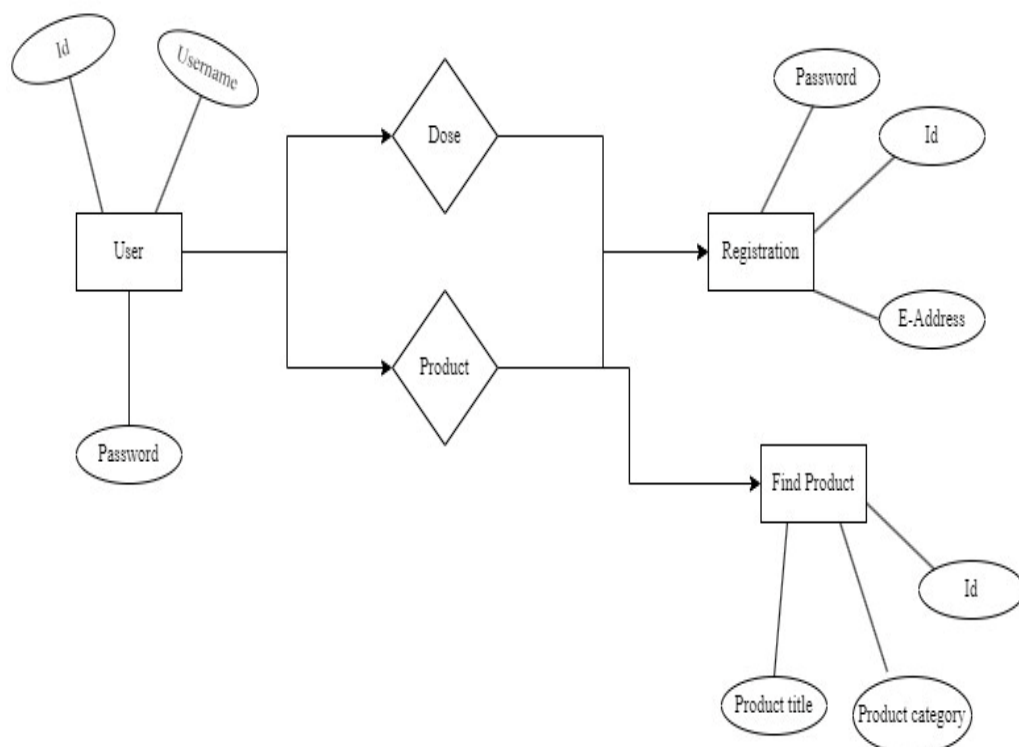 Id
Username
Password
Dose
Id
User
Registration
E-Address
Product
Password
Find Product
Id
Product title
Product category